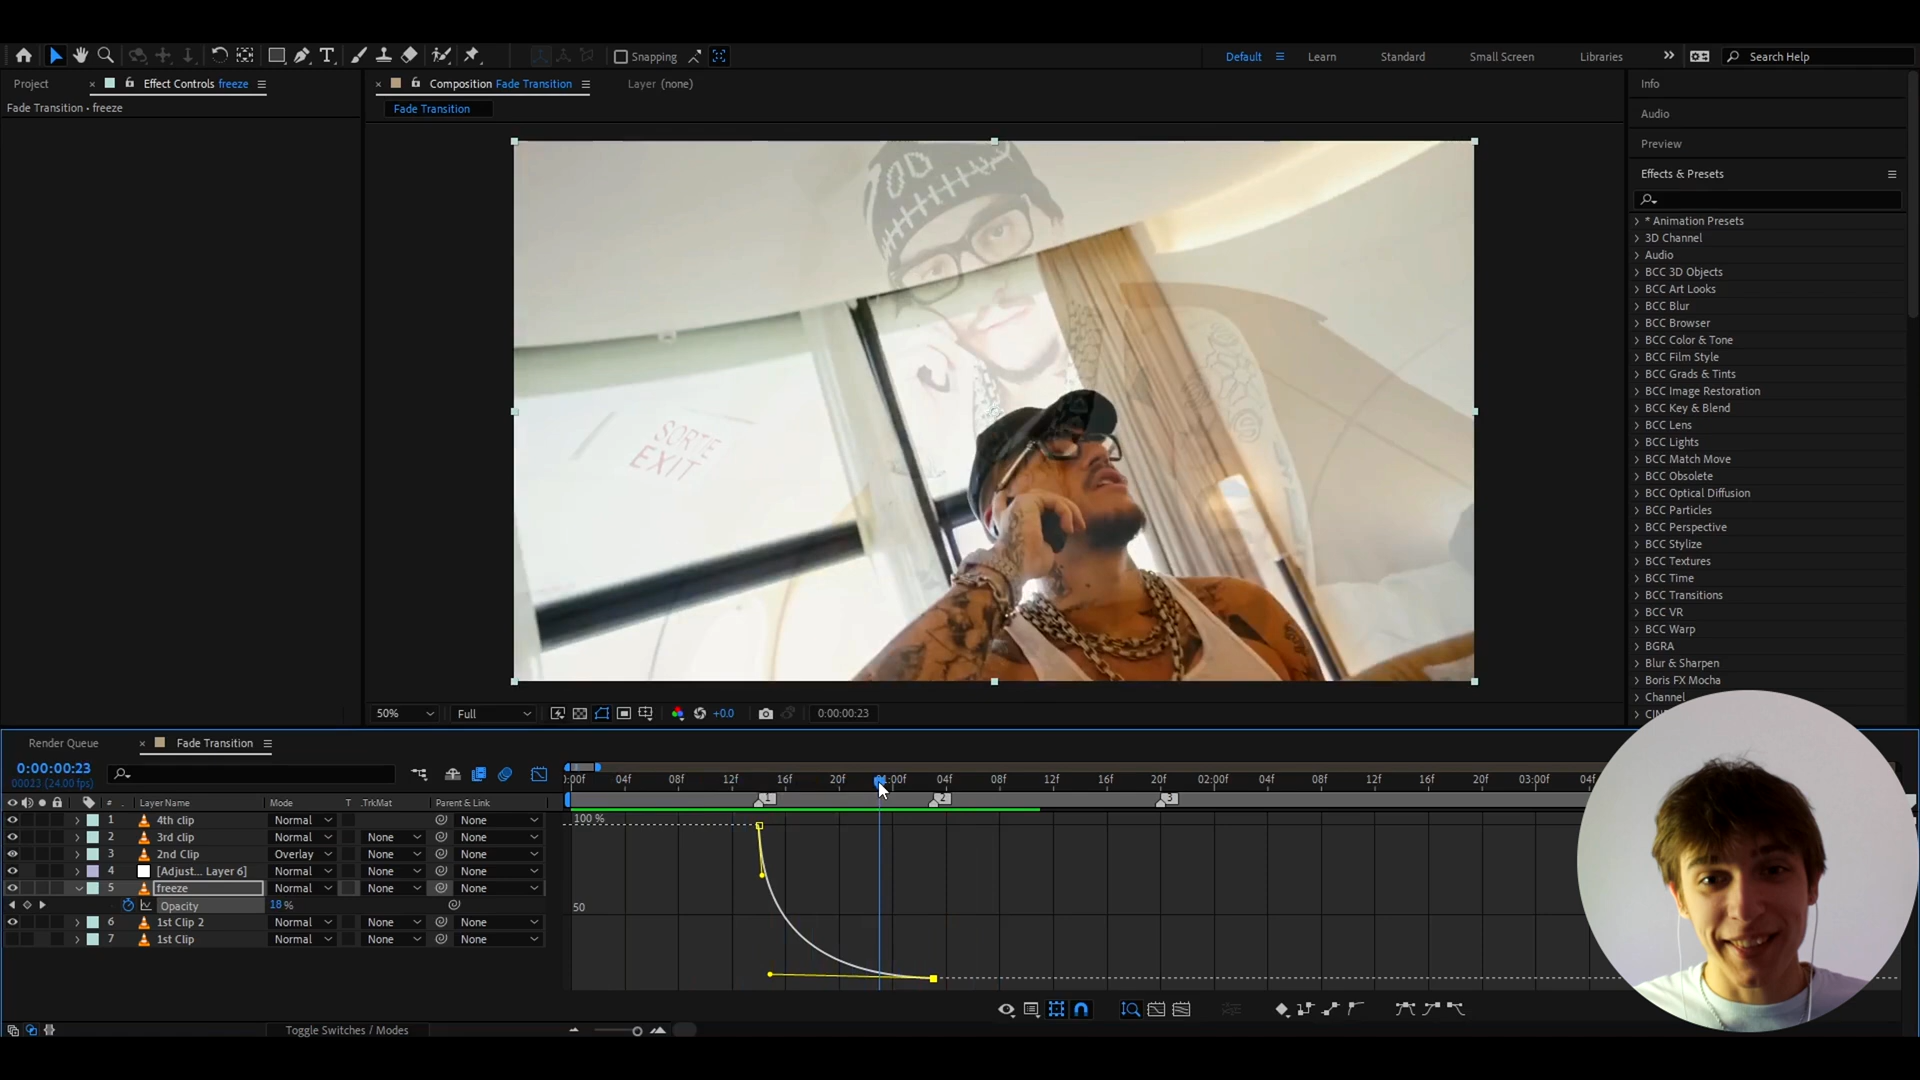 Snapping
Default
Learn
Standard
Small Screen
Libraries
Search Help
Project
Effect Controls freeze
Composition Fade Transition
Layer (none)
Info
Fade Transition • freeze
Fade Transition
Audio
Preview
Effects & Presets
* Animation Presets
3D Channel
Audio
BCC 3D Objects
BCC Art Looks
BCC Blur
BCC Browser
BCC Color & Tone
BCC Film Style
BCC Grads & Tints
BCC Image Restoration
BCC Key & Blend
BCC Lens
BCC Lights
BCC Match Move
BCC Obsolete
BCC Optical Diffusion
BCC Particles
BCC Perspective
BCC Stylize
BCC Textures
BCC Time
BCC Transitions
BCC VR
BCC Warp
BGRA
Blur & Sharpen
Boris FX Mocha
Channel
SORTIE
EXIT
50%
Full
+0.0
0:00:00:23
Render Queue
Fade Transition
0:00:00:23
00023 (24.00 fps)
:00f 04f 08f 12f 16f 20f 01:00f 04f 08f 12f 16f 20f 02:00f 04f 08f 12f 16f 20f 03:00f 04f
1 2 3
# Layer Name Mode T .TrkMat Parent & Link
1 4th clip Normal None
2 3rd clip Normal None None
3 2nd Clip Overlay None None
4 [Adjust... Layer 6] Normal None None
5 freeze Normal None None
Opacity 18 %
6 1st Clip 2 Normal None None
7 1st Clip Normal None None
100 %
50
Toggle Switches / Modes